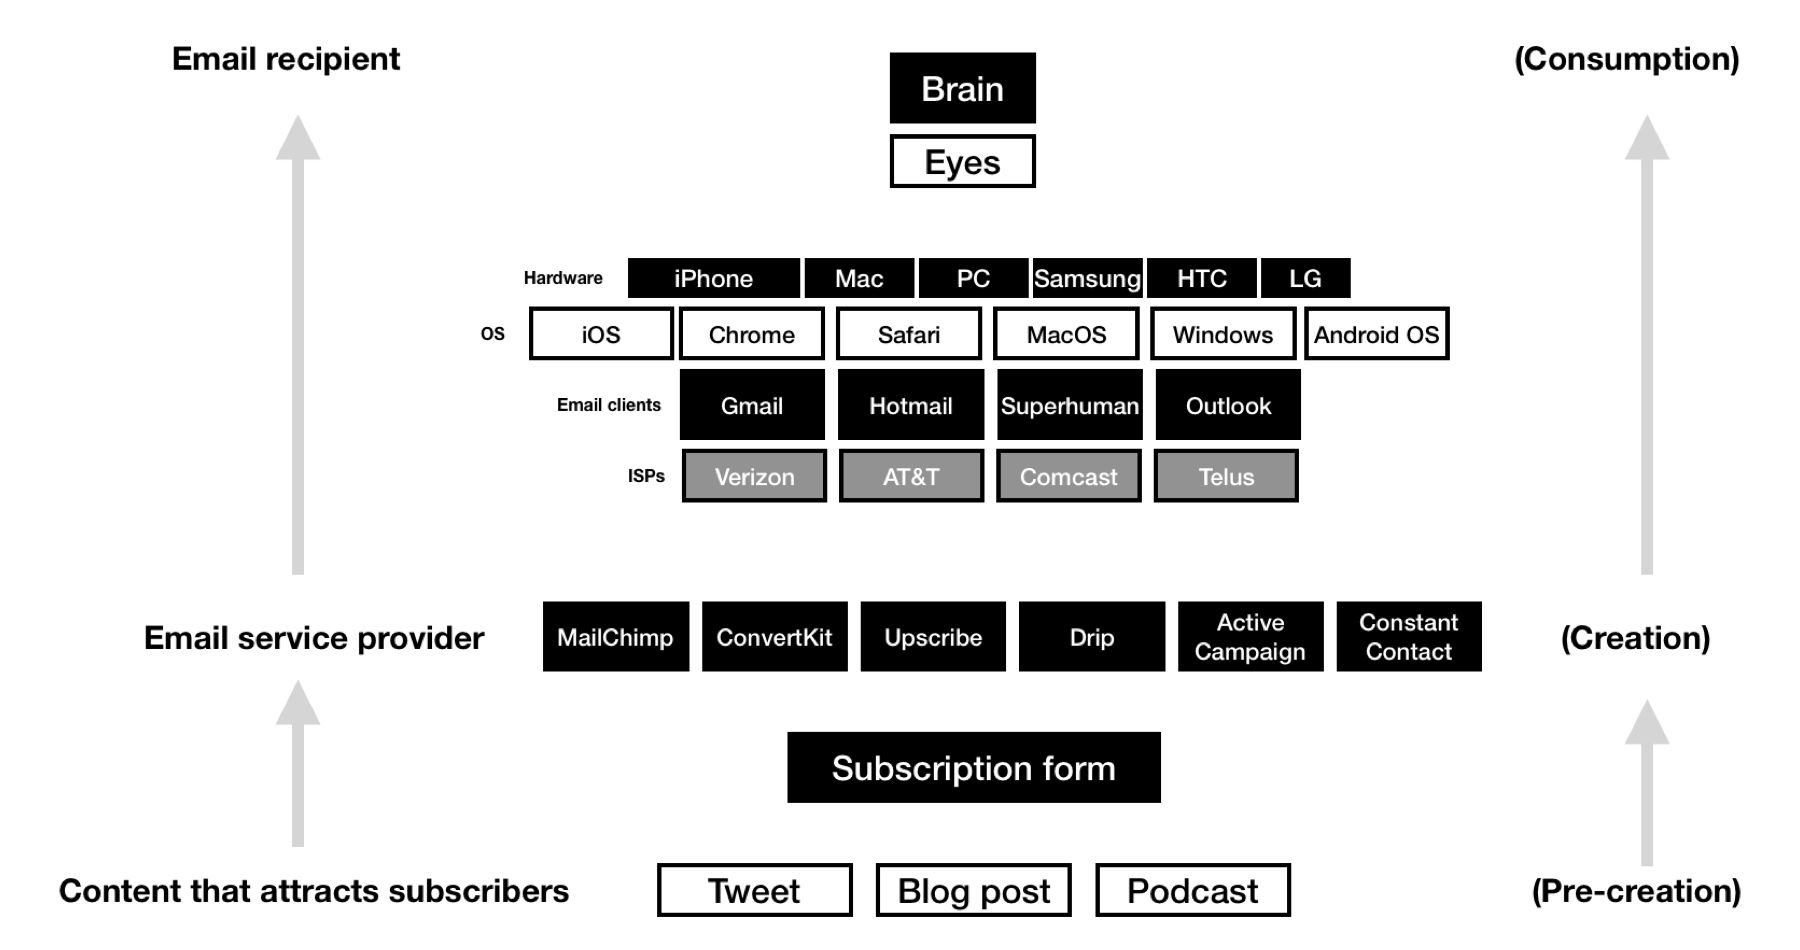 Email recipient
Brain
(Consumption)
Eyes
Hardware iPhone Mac PC Samsung HTC LG
OS iOS Chrome Safari MacOS Windows Android OS
Email clients Gmail Hotmail Superhuman Outlook
ISPs Verizon AT&T Comcast Telus
Email service provider MailChimp ConvertKit Upscribe Drip Active Campaign Constant Contact (Creation)
Subscription form
Content that attracts subscribers Tweet Blog post Podcast (Pre-creation)